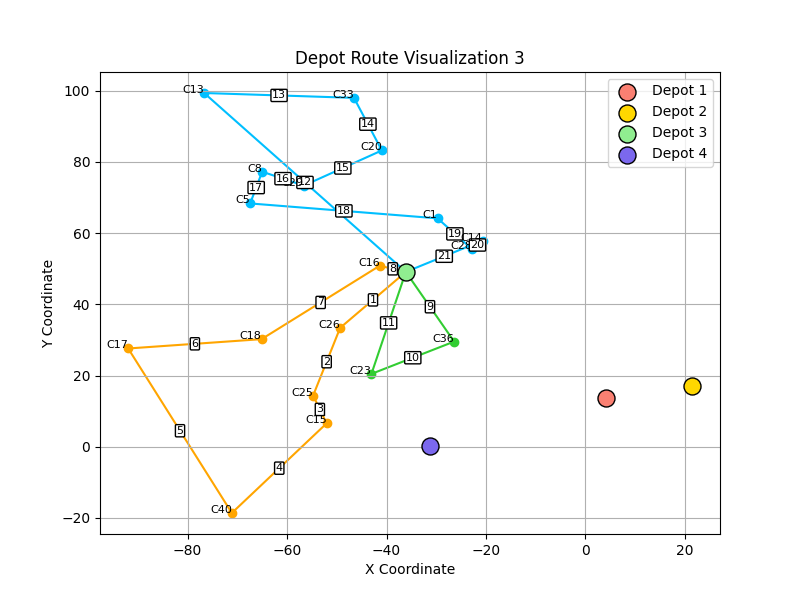 Depot Route Visualization 3
Depot 1
Depot 2
Depot 3
Depot 4
Y Coordinate
100
80
60
40
20
0
−20
−80
−60
−40
−20
0
20
X Coordinate
C13
13
C33
14
C20
15
C8
16
12
17
C5
18
C1
19
C14
20
21
C16
8
7
1
9
C26
11
C18
6
C17
2
C36
10
C23
C25
3
C15
5
4
C40